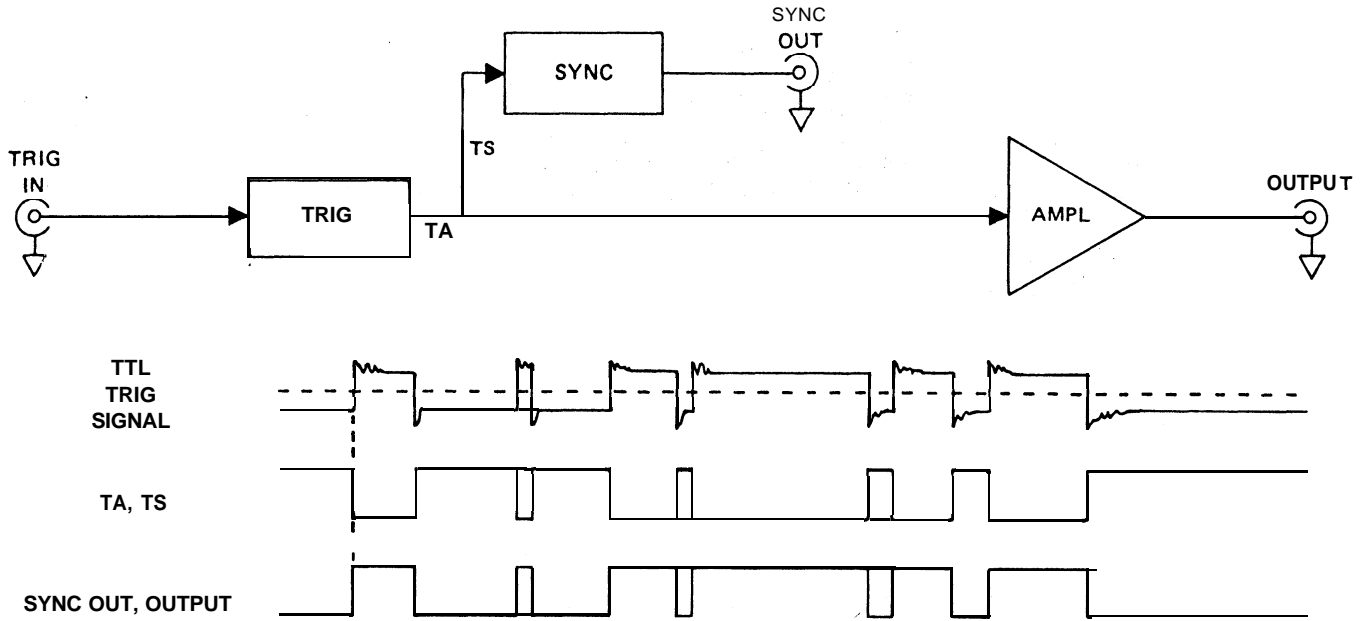 SYNC
OUT
SYNC
TRIG
IN
TS
TRIG
TA
AMPL
OUTPUT
TTL
TRIG
SIGNAL
TA, TS
SYNC OUT, OUTPUT